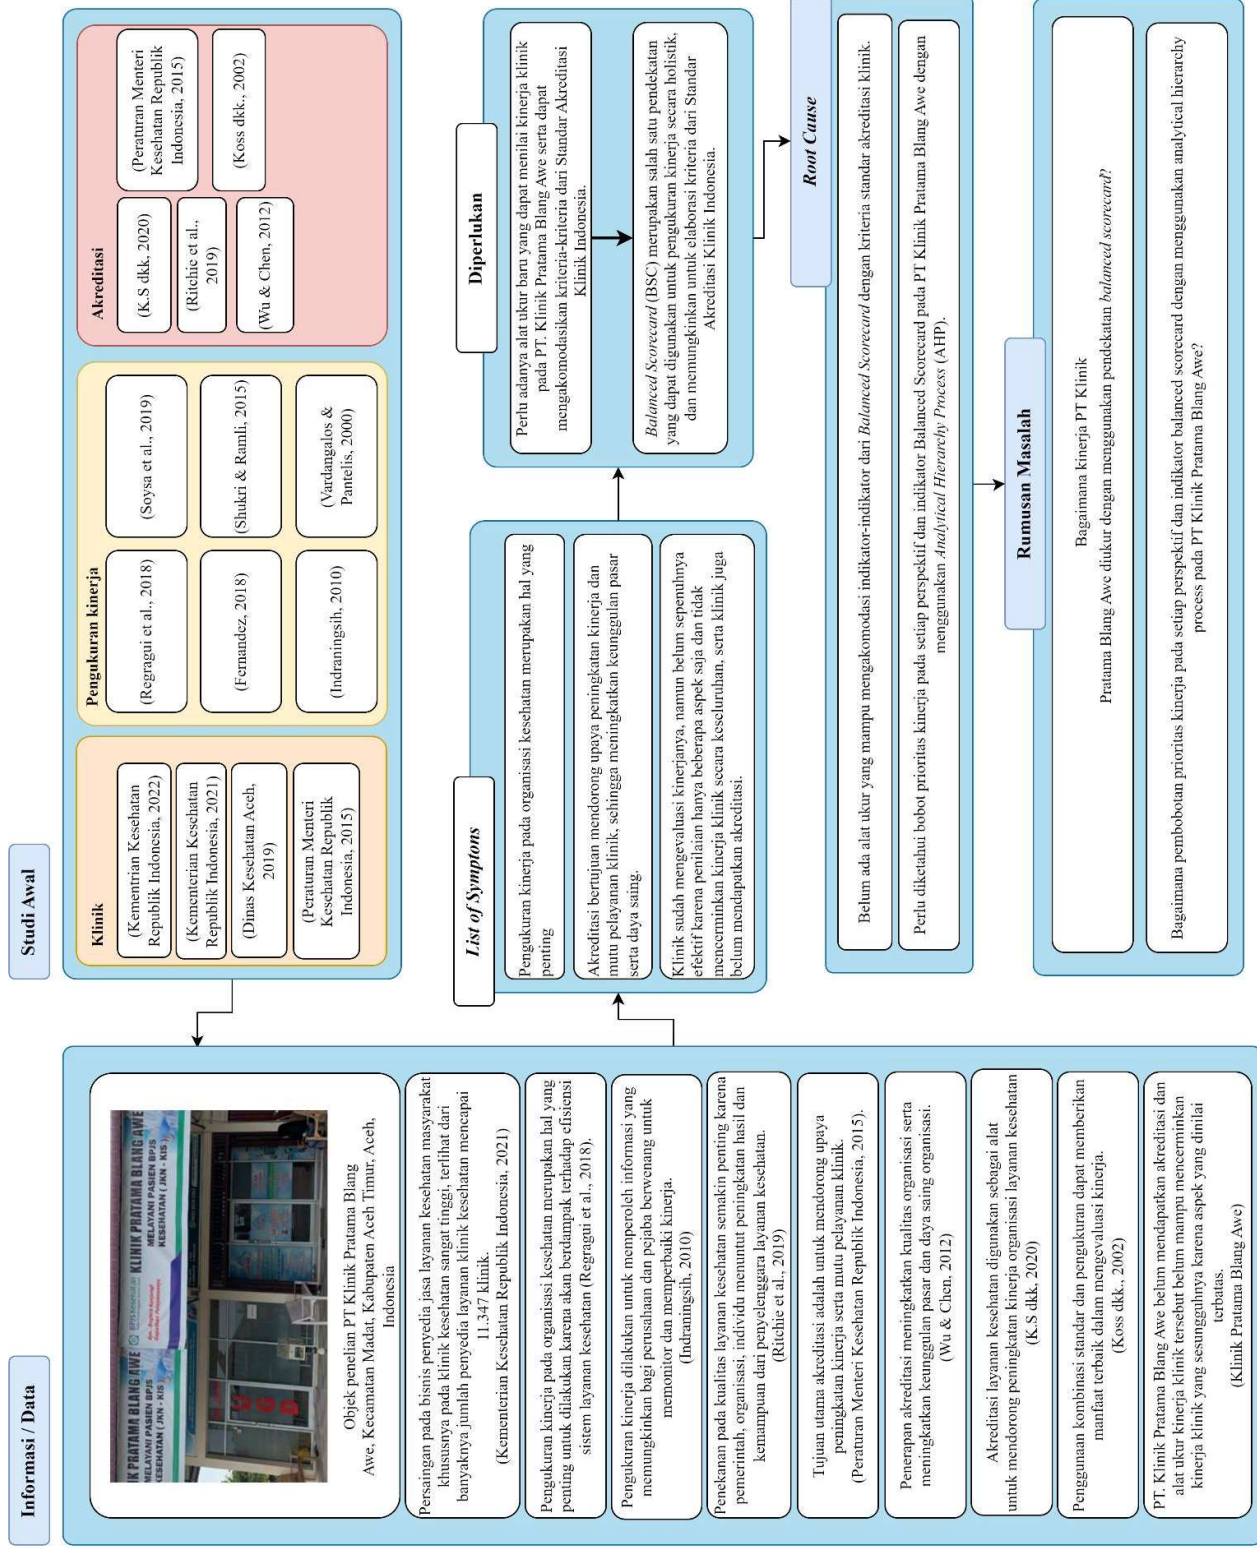 Informasi / Data
IK PRATAM BLANG AWE
MELAYANI PASIEN BPJS
KESEHATAN ( JKN - KIS )
BPJS Kesehatan
KLINIK PRATAMA BLANG AWE
MELAYANI PASIEN BPJS
KESEHATAN ( JKN - KIS )
Objek penelian PT Klinik Pratama Blang
Awe, Kecamatan Madat, Kabupaten Aceh Timur, Aceh,
Indonesia
Persaingan pada bisnis penyedia jasa layanan kesehatan masyarakat
khususnya pada klinik kesehatan sangat tinggi, terlihat dari
banyaknya jumlah penyedia layanan klinik kesehatan mencapai
11.347 klinik.
(Kementerian Kesehatan Republik Indonesia, 2021)
Pengukuran kinerja pada organisasi kesehatan merupakan hal yang
penting untuk dilakukan karena akan berdampak terhadap efisiensi
sistem layanan kesehatan (Regragui et al., 2018).
Pengukuran kinerja dilakukan untuk memperoleh informasi yang
memungkinkan bagi perusahaan dan pejaba berwenang untuk
memonitor dan memperbaiki kinerja.
(Indraningsih, 2010)
Penekanan pada kualitas layanan kesehatan semakin penting karena
pemerintah, organisasi, individu menuntut peningkatan hasil dan
kemampuan dari penyelenggara layanan kesehatan.
(Ritchie et al., 2019)
Tujuan utama akreditasi adalah untuk mendorong upaya
peningkatan kinerja serta mutu pelayanan klinik.
(Peraturan Menteri Kesehatan Republik Indonesia, 2015).
Penerapan akreditasi meningkatkan kualitas organisasi serta
meningkatkan keunggulan pasar dan daya saing organisasi.
(Wu & Chen, 2012)
Akreditasi layanan kesehatan digunakan sebagai alat
untuk mendorong peningkatan kinerja organisasi layanan kesehatan
(K.S dkk, 2020)
Penggunaan kombinasi standar dan pengukuran dapat memberikan
manfaat terbaik dalam mengevaluasi kinerja.
(Koss dkk., 2002)
PT. Klinik Pratama Blang Awe belum mendapatkan akreditasi dan
alat ukur kinerja klinik tersebut belum mampu mencerminkan
kinerja klinik yang sesungguhnya karena aspek yang dinilai
terbatas.
(Klinik Pratama Blang Awe)
Studi Awal
Klinik
(Kementrian Kesehatan
Republik Indonesia, 2022)
(Kementerian Kesehatan
Republik Indonesia, 2021)
(Dinas Kesehatan Aceh,
2019)
(Peraturan Menteri
Kesehatan Republik
Indonesia, 2015)
Pengukuran kinerja
(Regragui et al., 2018)
(Soysa et al., 2019)
(Fernandez, 2018)
(Shukri & Ramli, 2015)
(Indraningsih, 2010)
(Vardangalos &
Pantelis, 2000)
Akreditasi
(K.S dkk, 2020)
(Peraturan Menteri
Kesehatan Republik
Indonesia, 2015)
(Ritchie et al.,
2019)
(Wu & Chen, 2012)
(Koss dkk., 2002)
List of Symptons
Pengukuran kinerja pada organisasi kesehatan merupakan hal yang
penting
Akreditasi bertujuan mendorong upaya peningkatan kinerja dan
mutu pelayanan klinik, sehingga meningkatkan keunggulan pasar
serta daya saing.
Klinik sudah mengevaluasi kinerjanya, namun belum sepenuhnya
efektif karena penilaian hanya beberapa aspek saja dan tidak
mencerminkan kinerja klinik secara keseluruhan, serta klinik juga
belum mendapatkan akreditasi.
Diperlukan
Perlu adanya alat ukur baru yang dapat menilai kinerja klinik
pada PT. Klinik Pratama Blang Awe serta dapat
mengakomodasikan kriteria-kriteria dari Standar Akreditasi
Klinik Indonesia.
Balanced Scorecard (BSC) merupakan salah satu pendekatan
yang dapat digunakan untuk pengukuran kinerja secara holistik,
dan memungkinkan untuk elaborasi kriteria dari Standar
Akreditasi Klinik Indonesia.
Root Cause
Belum ada alat ukur yang mampu mengakomodasi indikator-indikator dari Balanced Scorecard dengan kriteria standar akreditasi klinik.
Perlu diketahui bobot prioritas kinerja pada setiap perspektif dan indikator Balanced Scorecard pada PT Klinik Pratama Blang Awe dengan
menggunakan Analytical Hierarchy Process (AHP).
Rumusan Masalah
Bagaimana kinerja PT Klinik
Pratama Blang Awe diukur dengan menggunakan pendekatan balanced scorecard?
Bagaimana pembobotan prioritas kinerja pada setiap perspektif dan indikator balanced scorecard dengan menggunakan analytical hierarchy
process pada PT Klinik Pratama Blang Awe?